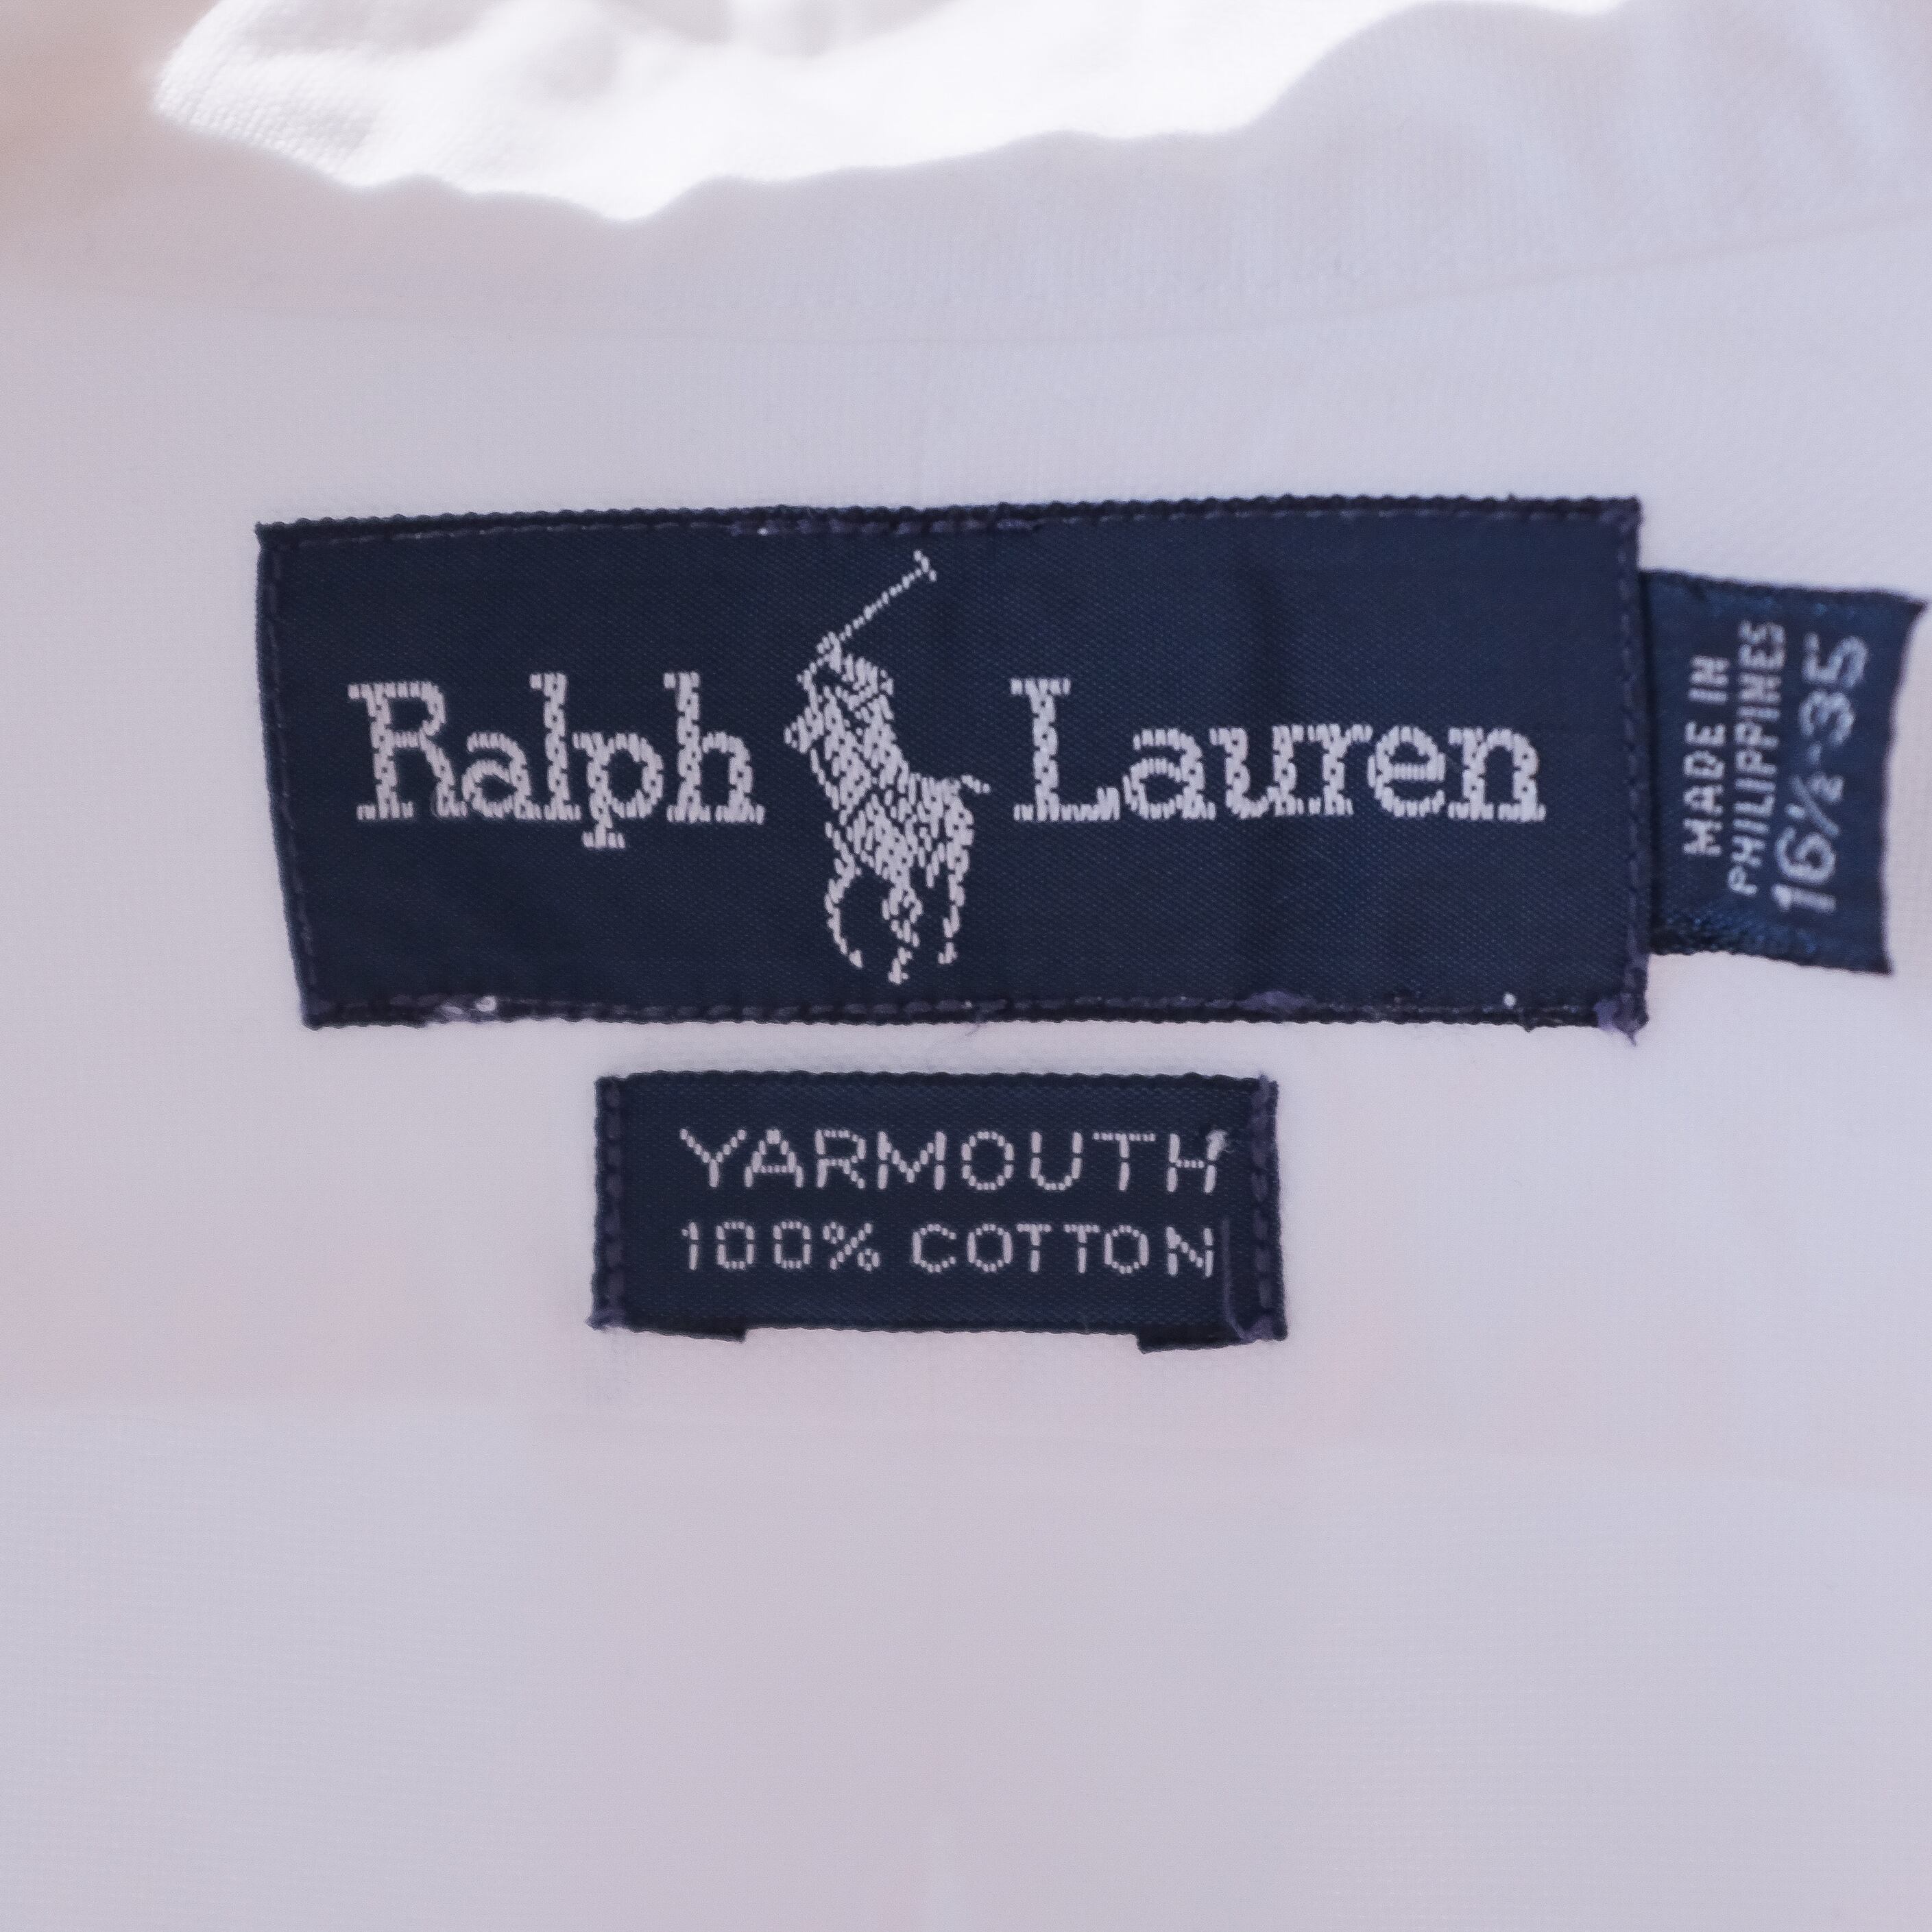 Ralph Lauren
MADE IN
PHILIPPINES
16½-35
YARMOUTH
100% COTTON